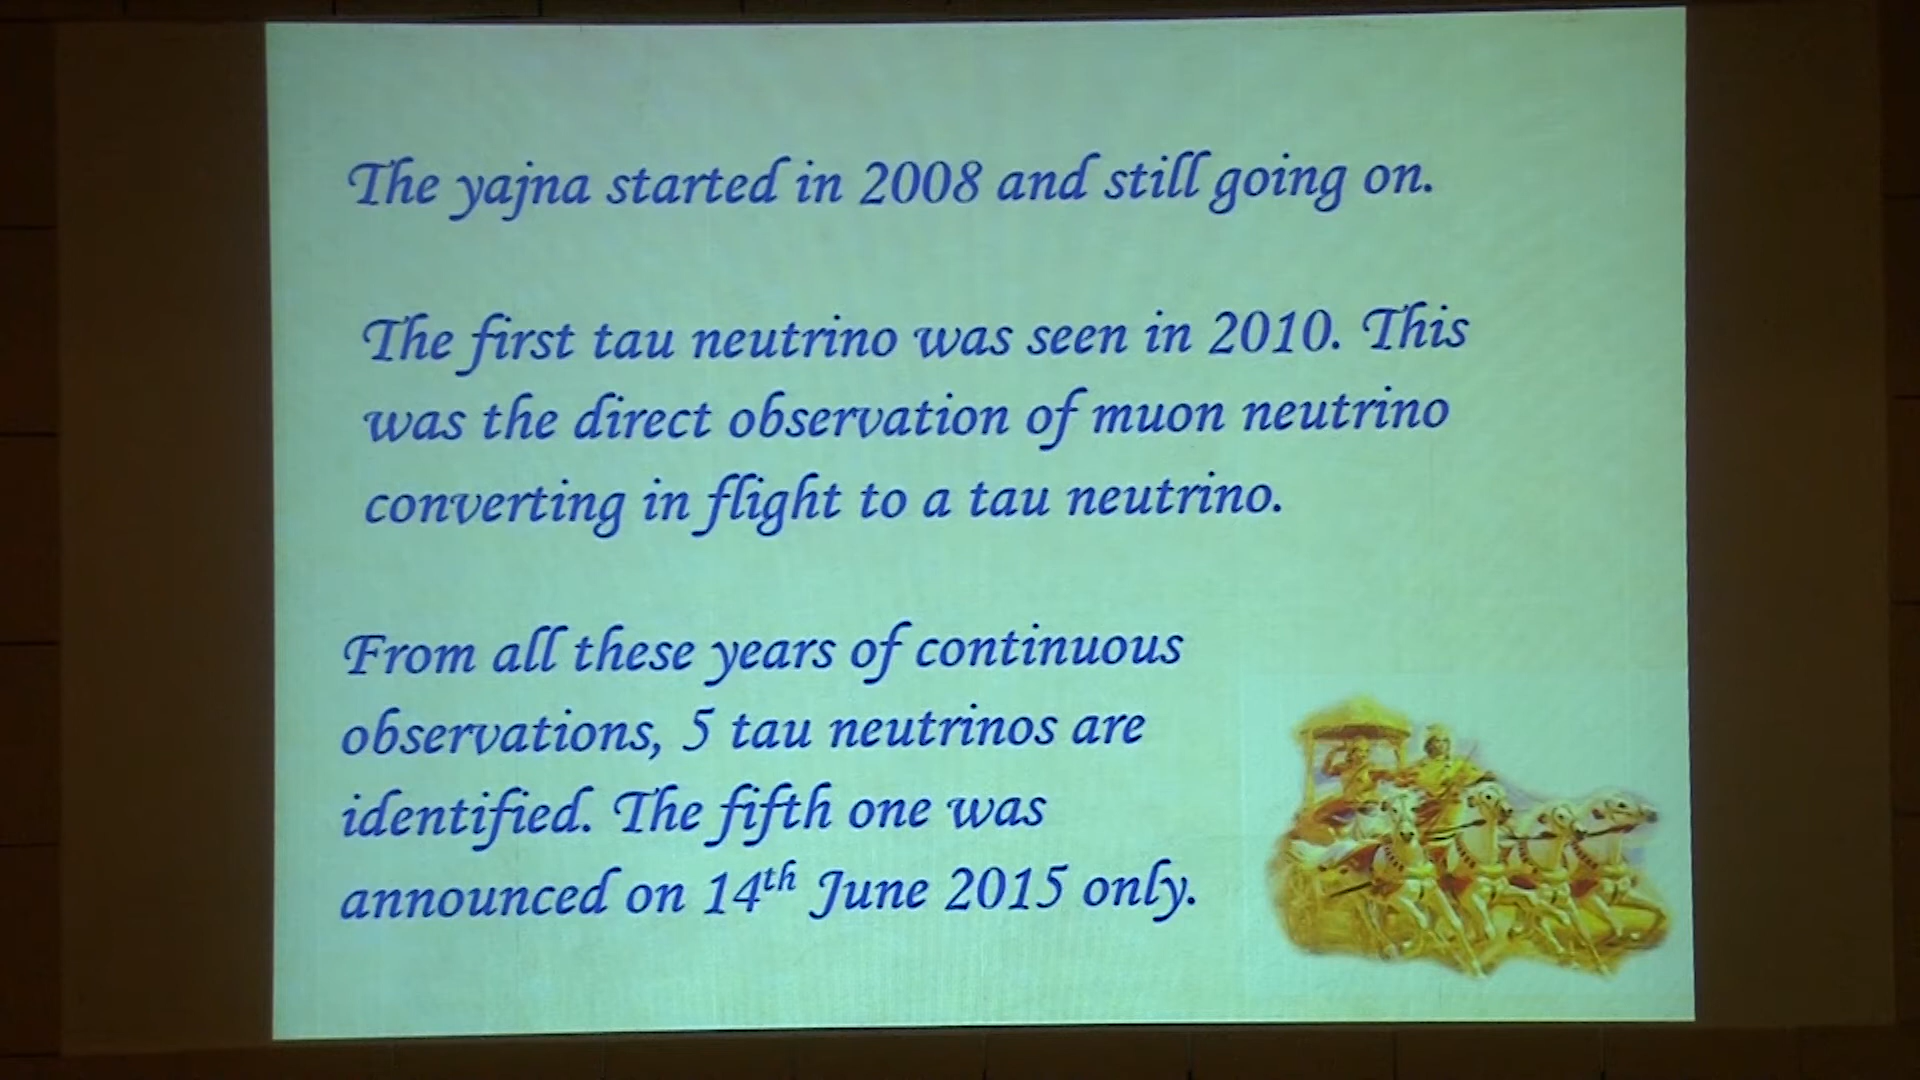 The yajna started in 2008 and still going on.
The first tau neutrino was seen in 2010. This
was the direct observation of muon neutrino
converting in flight to a tau neutrino.
From all these years of continuous
observations, 5 tau neutrinos are
identified. The fifth one was
announced on 14th June 2015 only.